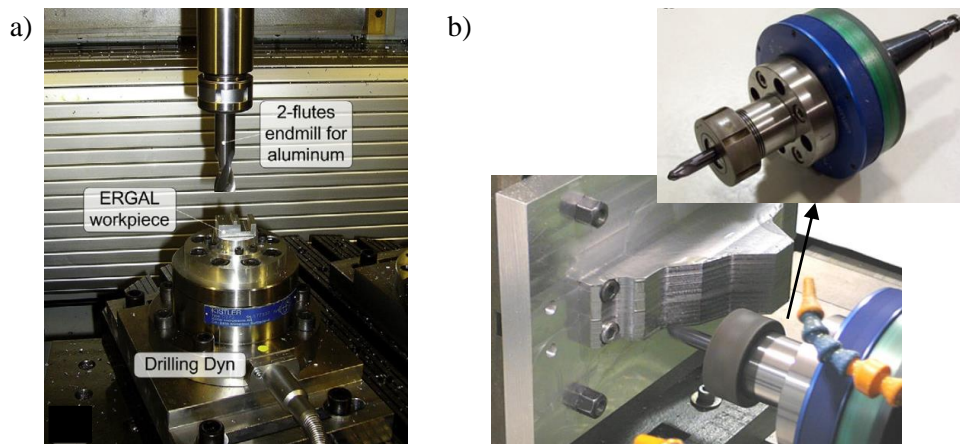 a)
b)
2-flutes
endmill for
aluminum
ERGAL
workpiece
KISTLER
Drilling Dyn